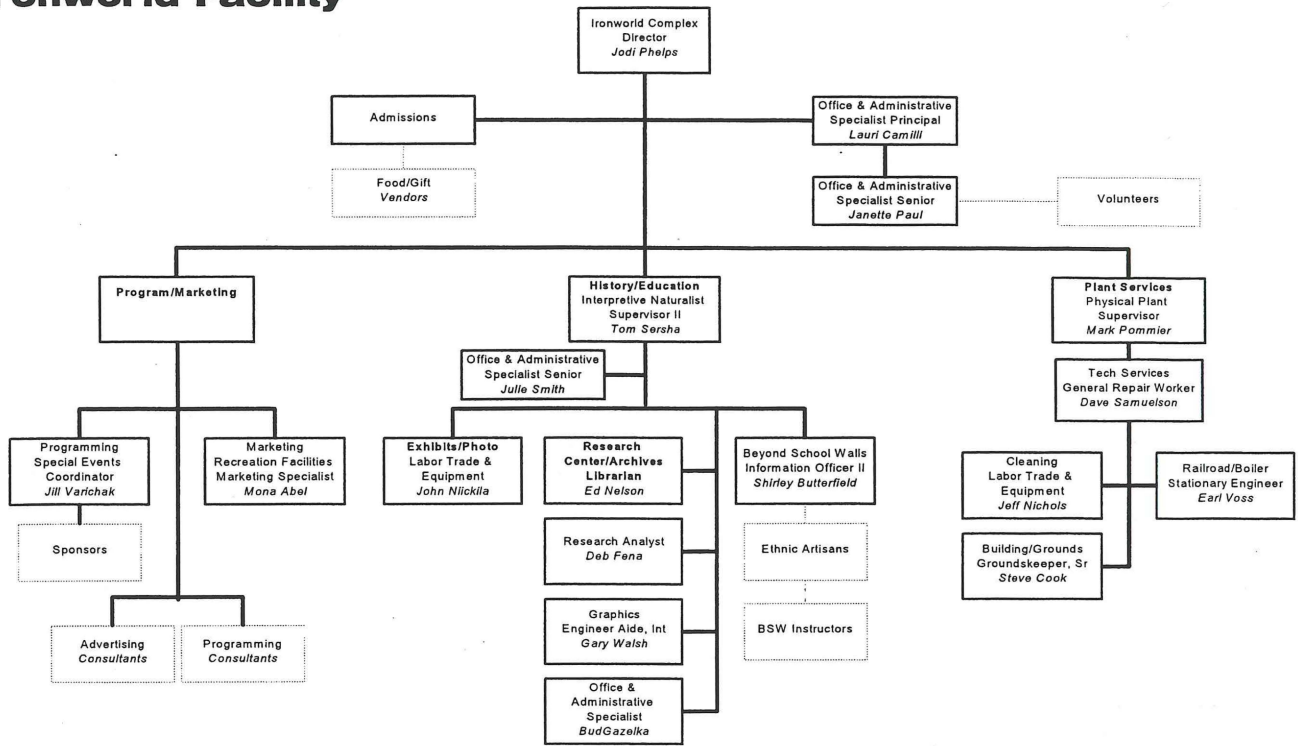 ronworld Facility
Ironworld Complex
Director
Jodi Phelps
Admissions
Office & Administrative
Specialist Principal
Lauri Camilli
Food/Gift
Vendors
Office & Administrative
Specialist Senior
Janette Paul
Volunteers
Program/Marketing
History/Education
Interpretive Naturalist
Supervisor II
Tom Sersha
Plant Services
Physical Plant
Supervisor
Mark Pommier
Office & Administrative
Specialist Senior
Julie Smith
Tech Services
General Repair Worker
Dave Samuelson
Programming
Special Events
Coordinator
Jill Varichak
Marketing
Recreation Facilities
Marketing Specialist
Mona Abel
Exhibits/Photo
Labor Trade &
Equipment
John Niickila
Research
Center/Archives
Librarian
Ed Nelson
Beyond School Walls
Information Officer II
Shirley Butterfield
Cleaning
Labor Trade &
Equipment
Jeff Nichols
Railroad/Boiler
Stationary Engineer
Earl Voss
Sponsors
Research Analyst
Deb Fena
Ethnic Artisans
Building/Grounds
Groundskeeper, Sr
Steve Cook
Advertising
Consultants
Programming
Consultants
Graphics
Engineer Aide, Int
Gary Walsh
BSW Instructors
Office &
Administrative
Specialist
BudGazelka